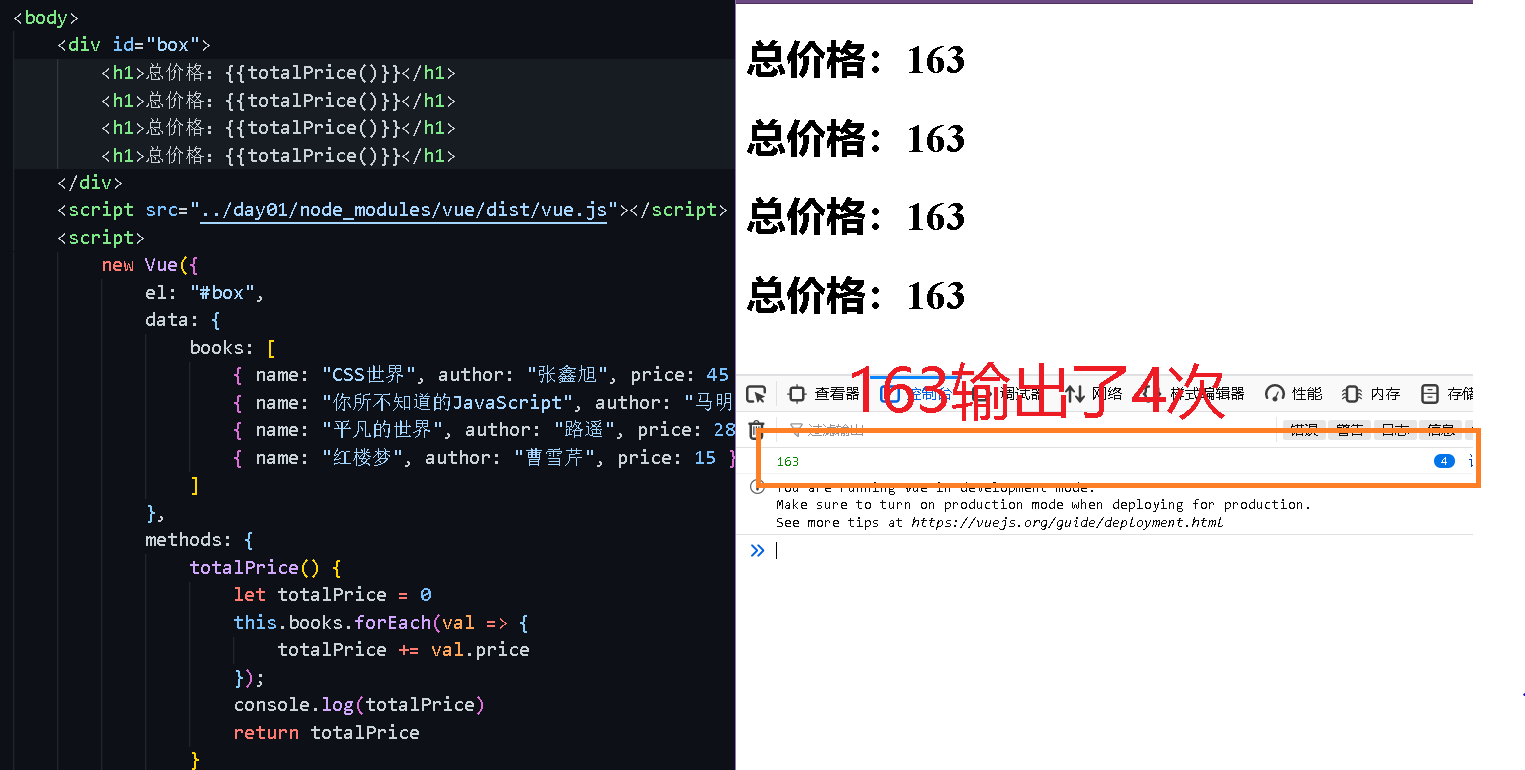 <body>
<div id="box">
<h1>总价格: {{totalPrice()}}</h1>
<h1>总价格: {{totalPrice()}}</h1>
<h1>总价格: {{totalPrice()}}</h1>
<h1>总价格: {{totalPrice()}}</h1>
</div>
<script src="../day01/node_modules/vue/dist/vue.js"></script>
<script>
new Vue({
el: "#box",
data: {
books: [
{ name: "CSS世界", author: "张鑫旭", price: 45
{ name: "你所不知道的JavaScript", author: "马明
{ name: "平凡的世界", author: "路遥", price: 28
{ name: "红楼梦", author: "曹雪芹", price: 15 }
]
},
methods: {
totalPrice() {
let totalPrice = 0
this.books.forEach(val => {
totalPrice += val.price
});
console.log(totalPrice)
return totalPrice
}
总价格：163
总价格：163
总价格：163
总价格：163
163输出了4次
查看器 控制台 调试器 网络 样式编辑器 性能 内存 存储
过滤输出 错误 警告 日志 信息
163 4
You are running Vue in development mode.
Make sure to turn on production mode when deploying for production.
See more tips at https://vuejs.org/guide/deployment.html
»